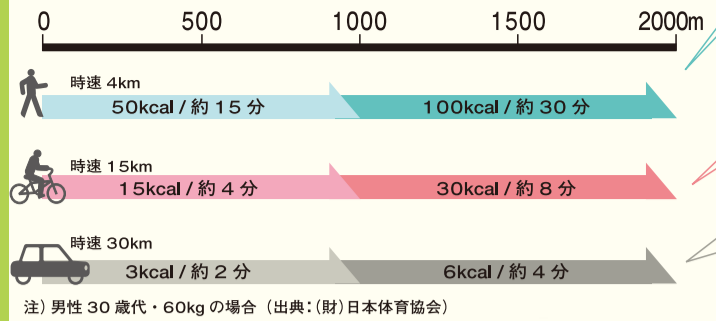 0 500 1000 1500 2000m
時速 4km
50kcal / 約 15 分 100kcal / 約 30 分
時速 15km
15kcal / 約 4 分 30kcal / 約 8 分
時速 30km
3kcal / 約 2 分 6kcal / 約 4 分
注) 男性 30 歳代・60kg の場合（出典:(財)日本体育協会）